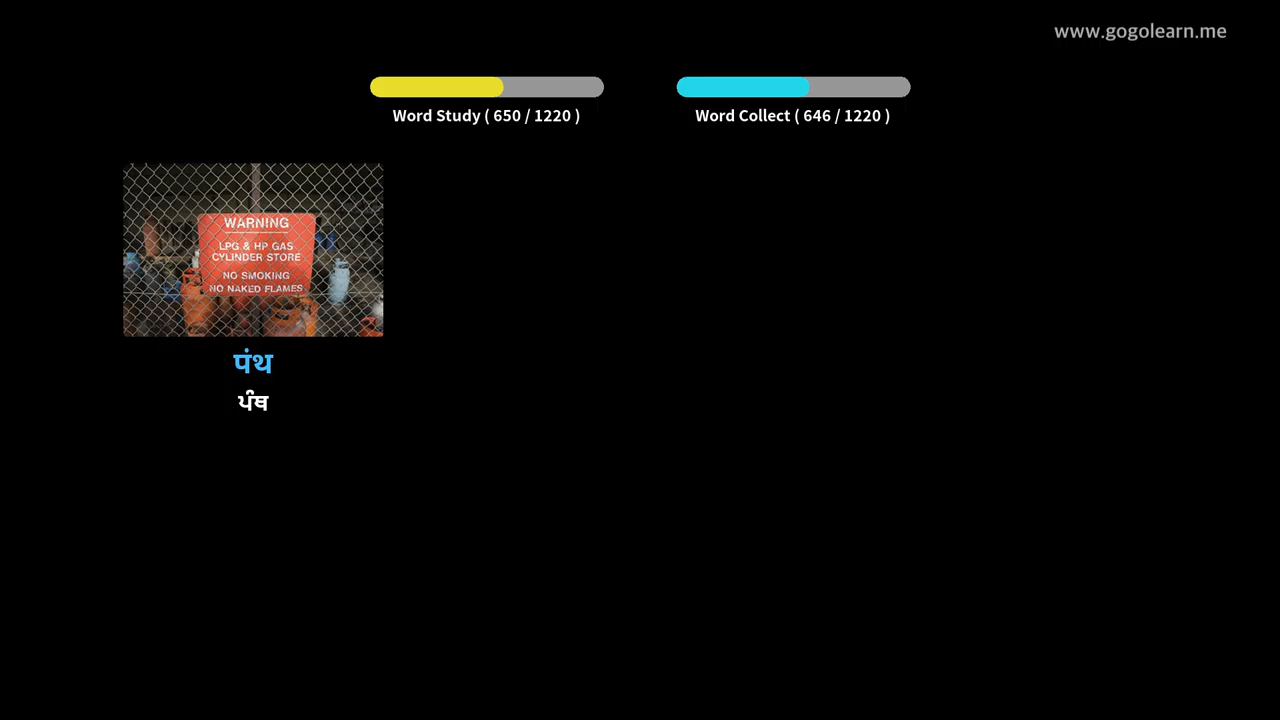 www.gogolearn.me
Word Study ( 650 / 1220 )
Word Collect ( 646 / 1220 )
WARNING
LPG & HP GAS
CYLINDER STORE
NO SMOKING
NO NAKED FLAMES
पंथ
ਪੰਥ